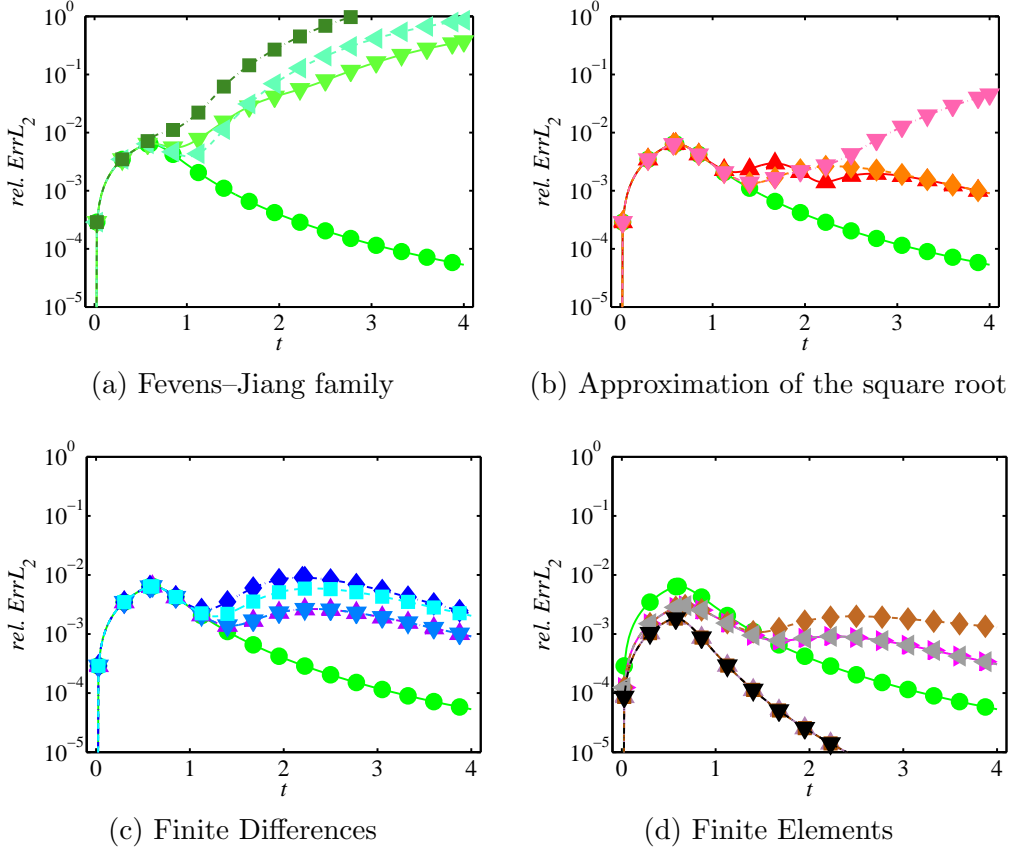 10^0
10^-1
10^-2
10^-3
10^-4
10^-5
rel. ErrL_2
0 1 2 3 4
t
(a) Fevens–Jiang family
10^0
10^-1
10^-2
10^-3
10^-4
10^-5
rel. ErrL_2
0 1 2 3 4
t
(b) Approximation of the square root
10^0
10^-1
10^-2
10^-3
10^-4
10^-5
rel. ErrL_2
0 1 2 3 4
t
(c) Finite Differences
10^0
10^-1
10^-2
10^-3
10^-4
10^-5
rel. ErrL_2
0 1 2 3 4
t
(d) Finite Elements